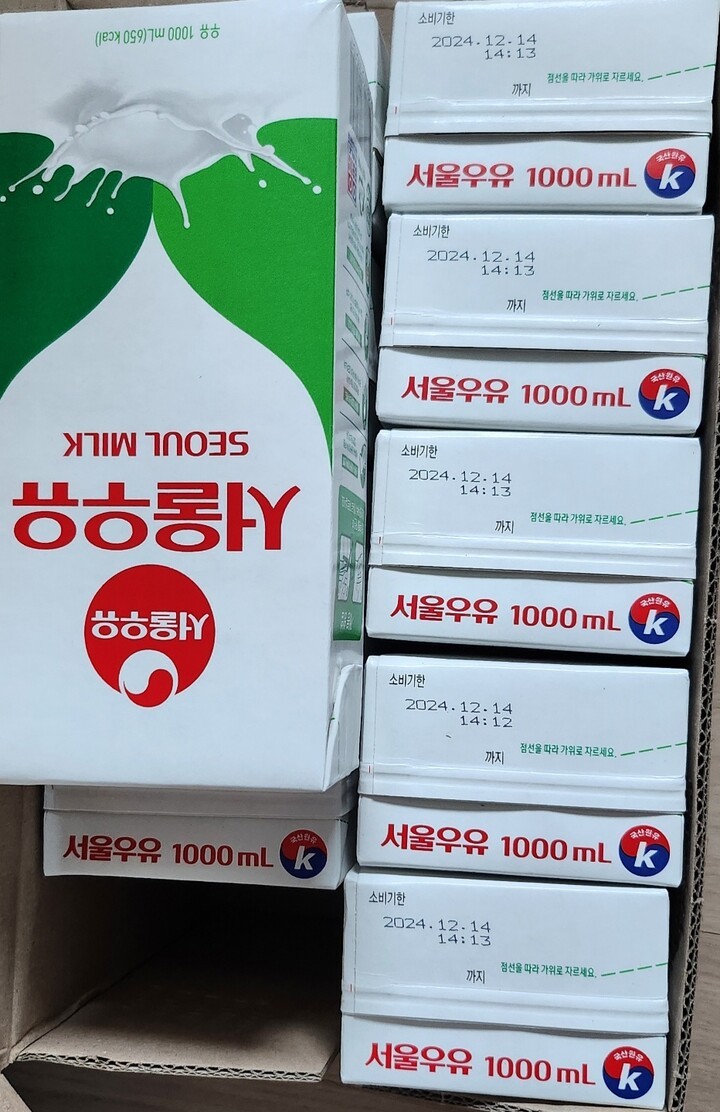 우유 1000 mL(650 kcal)
SEOUL MILK
서울우유
서울우유
소비기한
2024.12.14
14:13
까지
점선을 따라 가위로 자르세요.
서울우유 1000 mL
국산원유
K
소비기한
2024.12.14
14:13
까지
점선을 따라 가위로 자르세요.
서울우유 1000 mL
국산원유
K
소비기한
2024.12.14
14:13
까지
점선을 따라 가위로 자르세요.
서울우유 1000 mL
국산원유
K
소비기한
2024.12.14
14:12
까지
점선을 따라 가위로 자르세요.
서울우유 1000 mL
국산원유
K
서울우유 1000 mL
국산원유
K
소비기한
2024.12.14
14:13
까지
점선을 따라 가위로 자르세요.
서울우유 1000 mL
국산원유
K